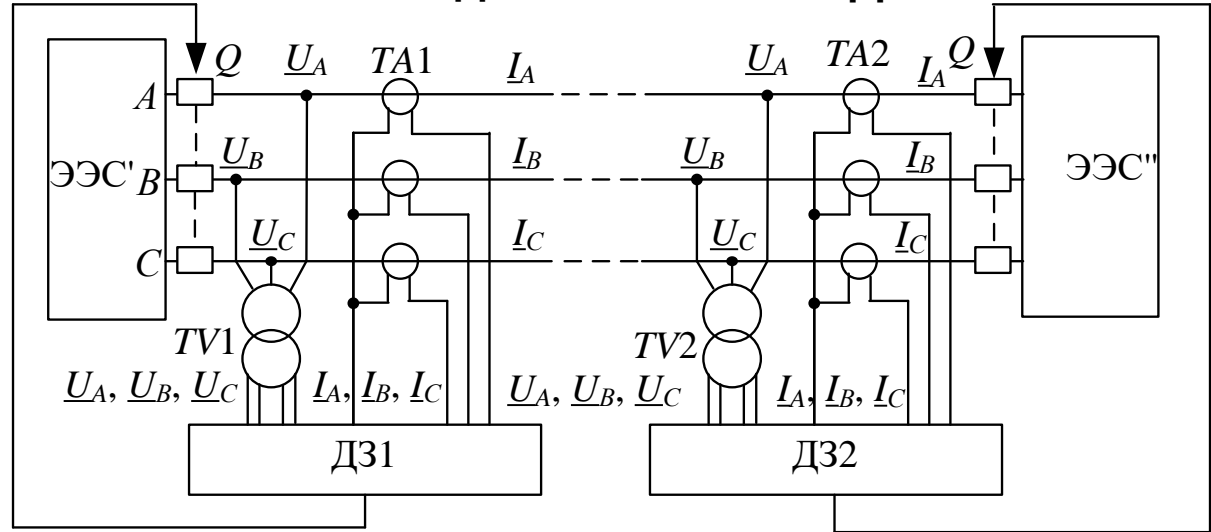 Q U_A TA1 I_A U_A TA2 I_A Q
A
U_B I_B U_B I_B
ЭЭС' B ЭЭС"
U_C I_C U_C I_C
C
TV1 TV2
U_A, U_B, U_C I_A, I_B, I_C U_A, U_B, U_C I_A, I_B, I_C
ДЗ1 ДЗ2